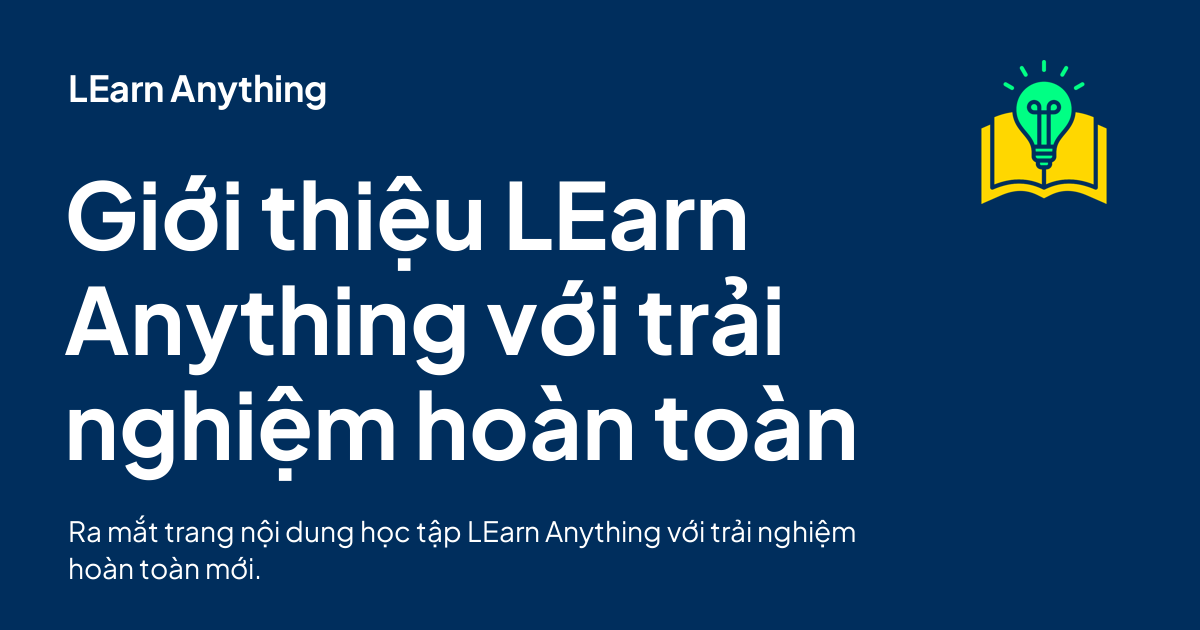 LEarn Anything
Giới thiệu LEarn
Anything với trải
nghiệm hoàn toàn
Ra mắt trang nội dung học tập LEarn Anything với trải nghiệm
hoàn toàn mới.